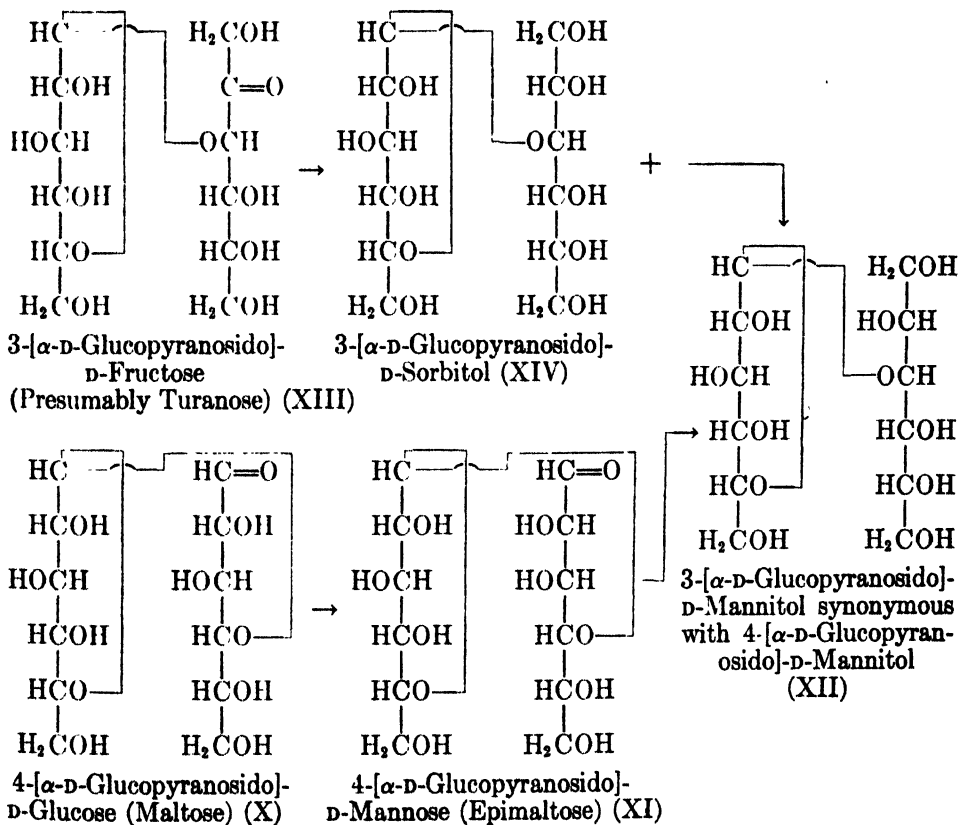 HC H₂COH
HCOH C=O
HOCH —OCH
HCOH HCOH
HCO— HCOH
H₂COH H₂COH
3-[α-D-Glucopyranosido]-
D-Fructose
(Presumably Turanose) (XIII)
→
HC H₂COH
HCOH HCOH
HOCH —OCH
HCOH HCOH
HCO— HCOH
H₂COH H₂COH
3-[α-D-Glucopyranosido]-
D-Sorbitol (XIV)
+
HC H₂COH
HCOH HOCH
HOCH —OCH
HCOH HCOH
HCO— HCOH
H₂COH H₂COH
3-[α-D-Glucopyranosido]-
D-Mannitol synonymous
with 4-[α-D-Glucopyran-
osido]-D-Mannitol
(XII)
HC HC=O
HCOH HCOH
HOCH HOCH
HCOH HCO—
HCO— HCOH
H₂COH H₂COH
4-[α-D-Glucopyranosido]-
D-Glucose (Maltose) (X)
→
HC HC=O
HCOH HOCH
HOCH HOCH
HCOH HCO—
HCO— HCOH
H₂COH H₂COH
4-[α-D-Glucopyranosido]-
D-Mannose (Epimaltose) (XI)